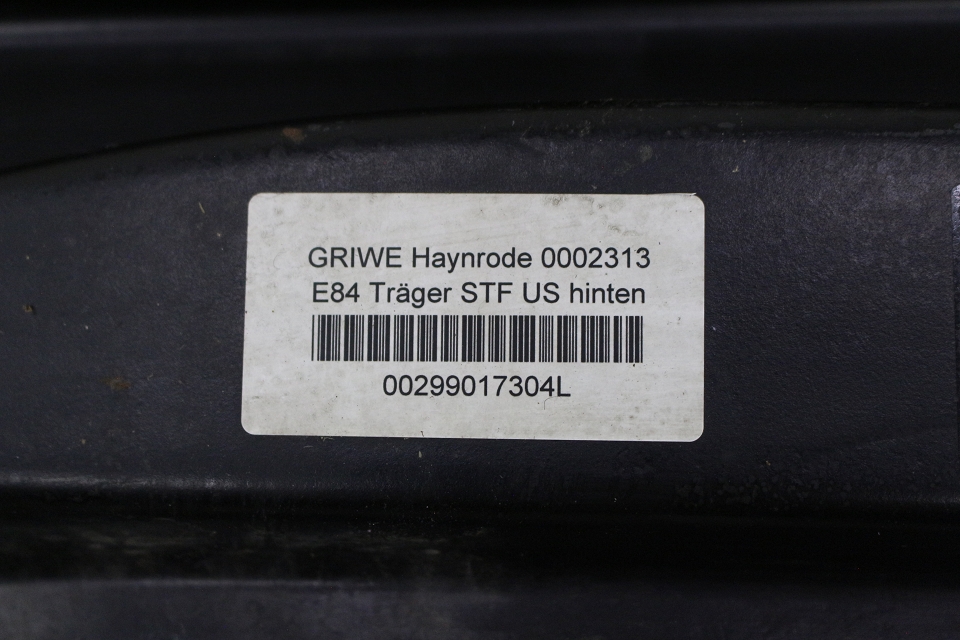 GRIWE Haynrode 0002313
E84 Träger STF US hinten
00299017304L